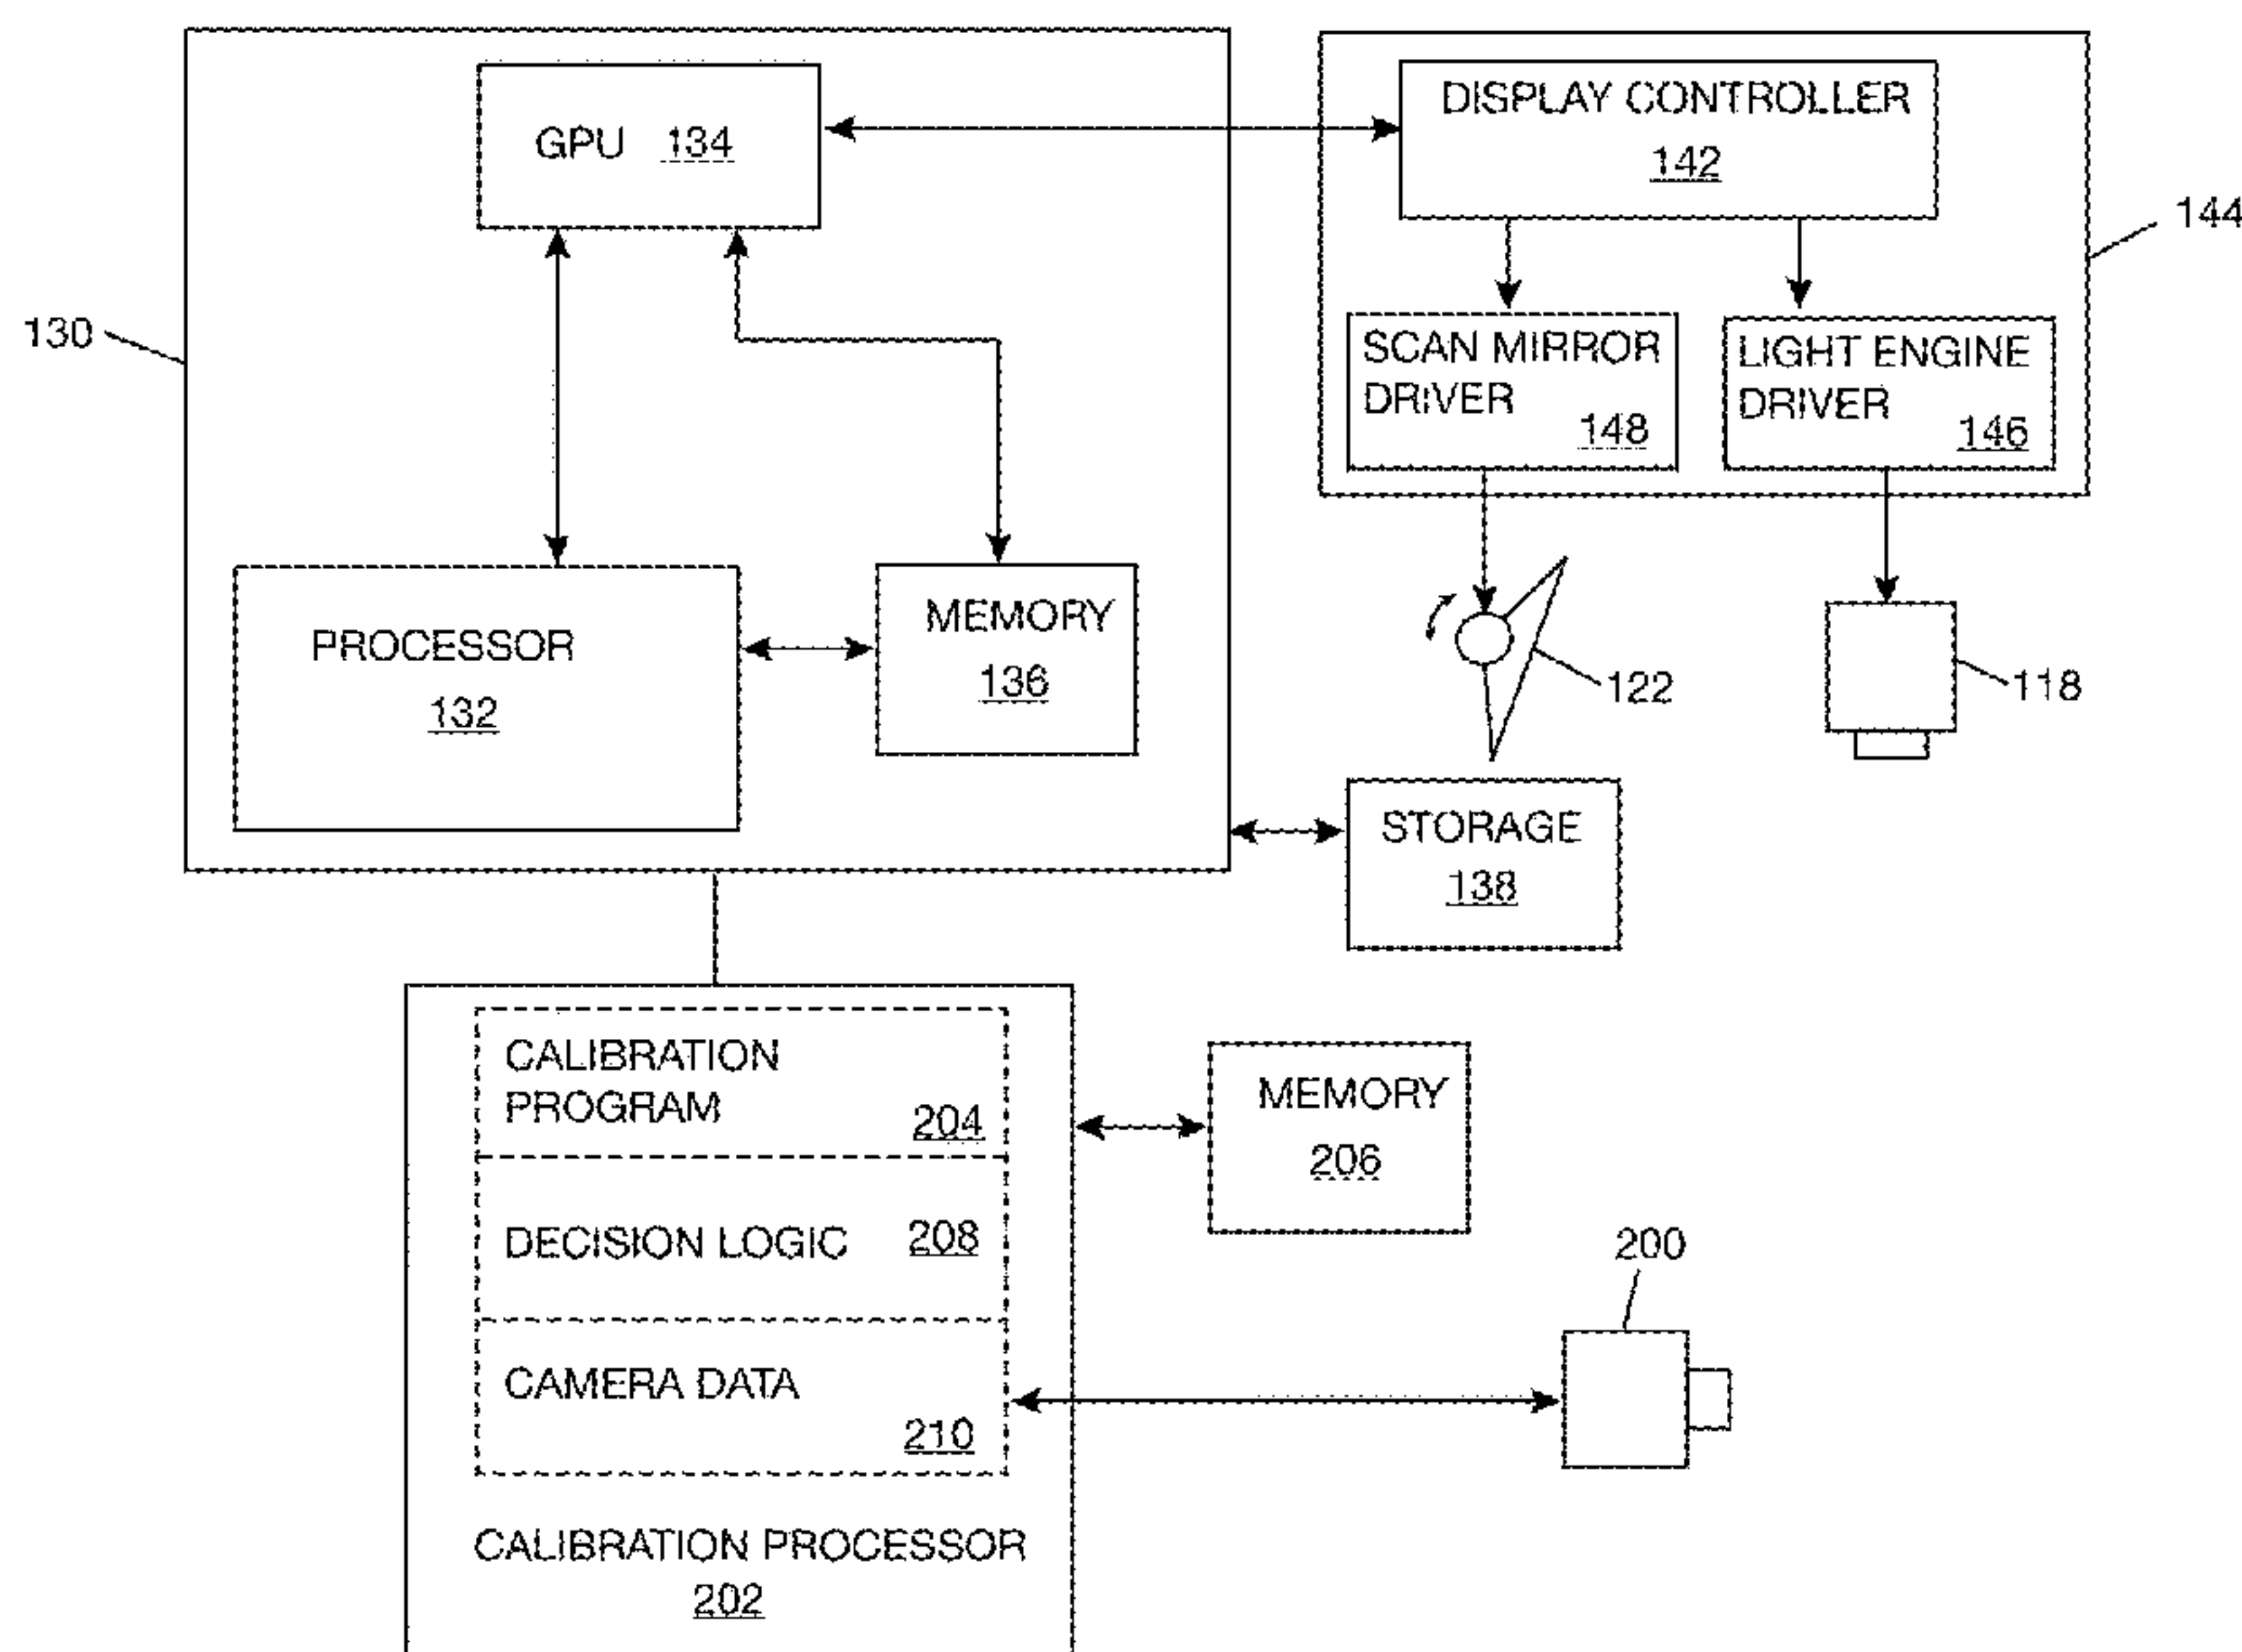 GPU 134
DISPLAY CONTROLLER
142
144
130
SCAN MIRROR
DRIVER
148
LIGHT ENGINE
DRIVER
146
PROCESSOR
132
MEMORY
136
122
118
STORAGE
138
CALIBRATION
PROGRAM
204
MEMORY
206
DECISION LOGIC 208
200
CAMERA DATA
210
CALIBRATION PROCESSOR
202